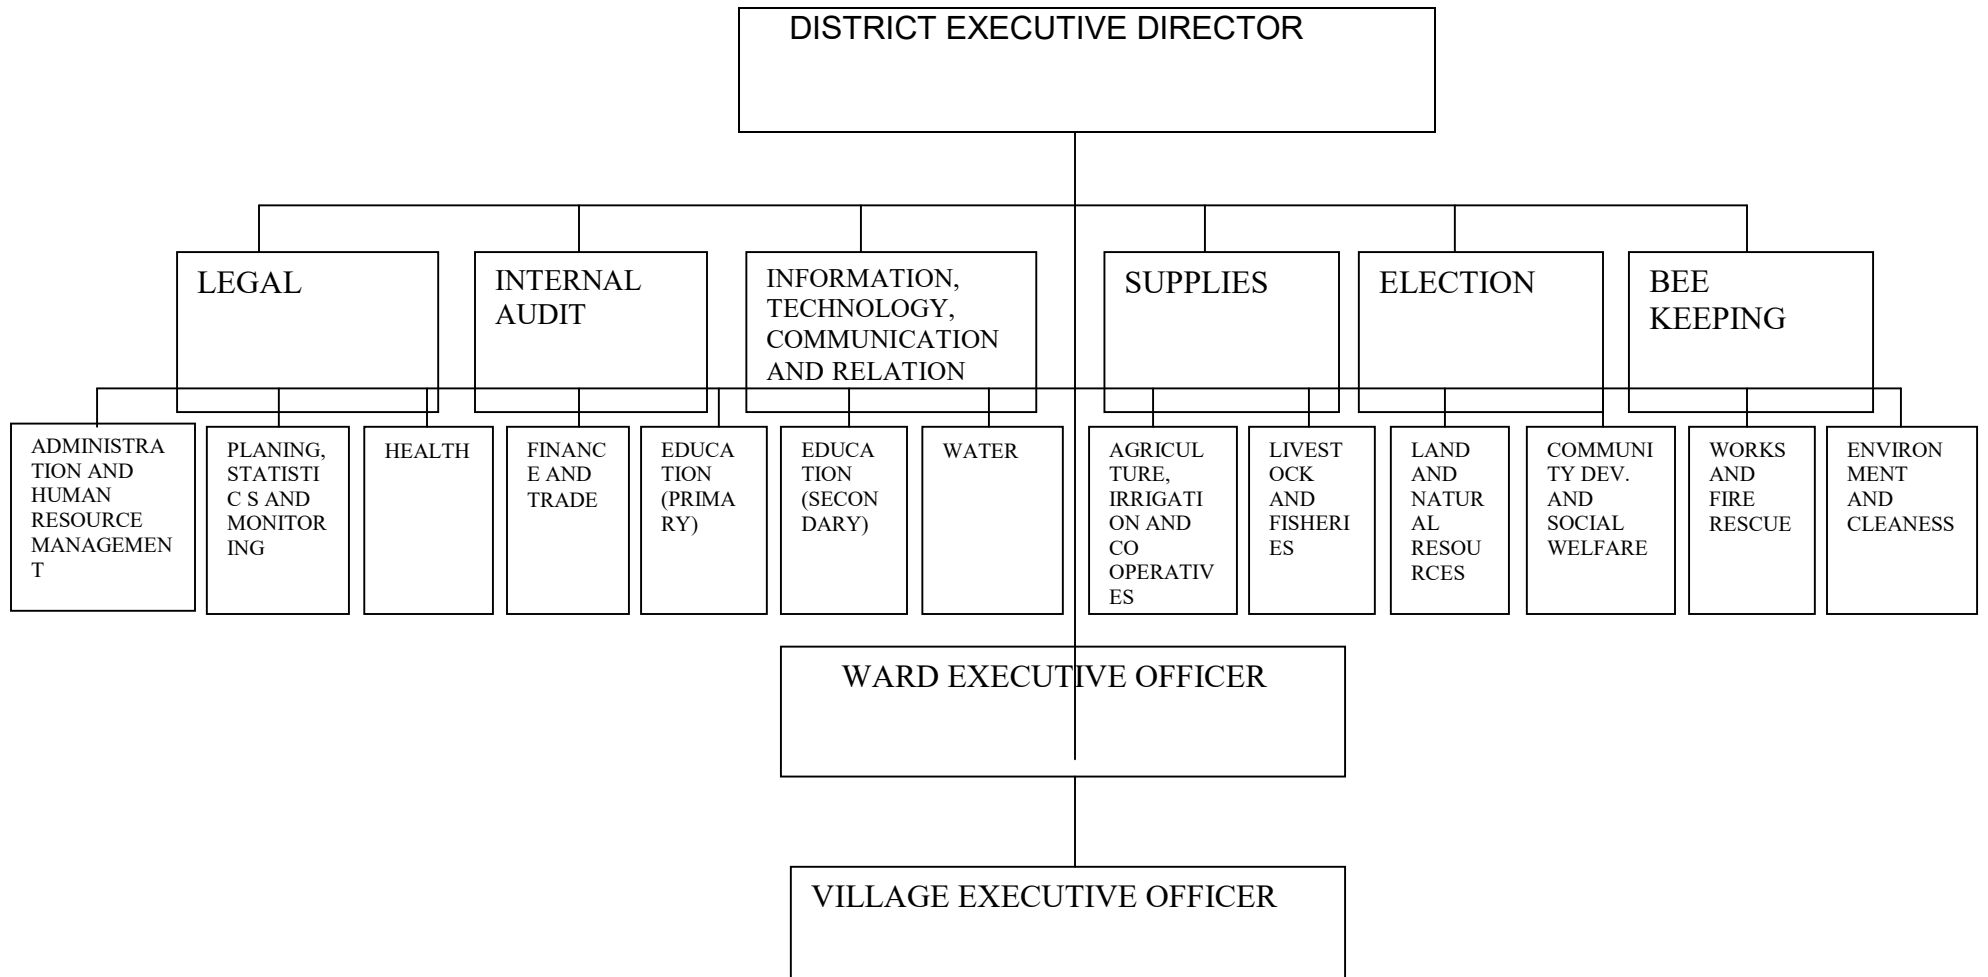 DISTRICT EXECUTIVE DIRECTOR
LEGAL
INTERNAL
AUDIT
INFORMATION,
TECHNOLOGY,
COMMUNICATION
AND RELATION
SUPPLIES
ELECTION
BEE
KEEPING
ADMINISTRA
TION AND
HUMAN
RESOURCE
MANAGEMEN
T
PLANING,
STATISTI
C S AND
MONITOR
ING
HEALTH
FINANC
E AND
TRADE
EDUCA
TION
(PRIMA
RY)
EDUCA
TION
(SECON
DARY)
WATER
AGRICUL
TURE,
IRRIGATI
ON AND
CO
OPERATIV
ES
LIVEST
OCK
AND
FISHERI
ES
LAND
AND
NATUR
AL
RESOU
RCES
COMMUNI
TY DEV.
AND
SOCIAL
WELFARE
WORKS
AND
FIRE
RESCUE
ENVIRON
MENT
AND
CLEANESS
WARD EXECUTIVE OFFICER
VILLAGE EXECUTIVE OFFICER